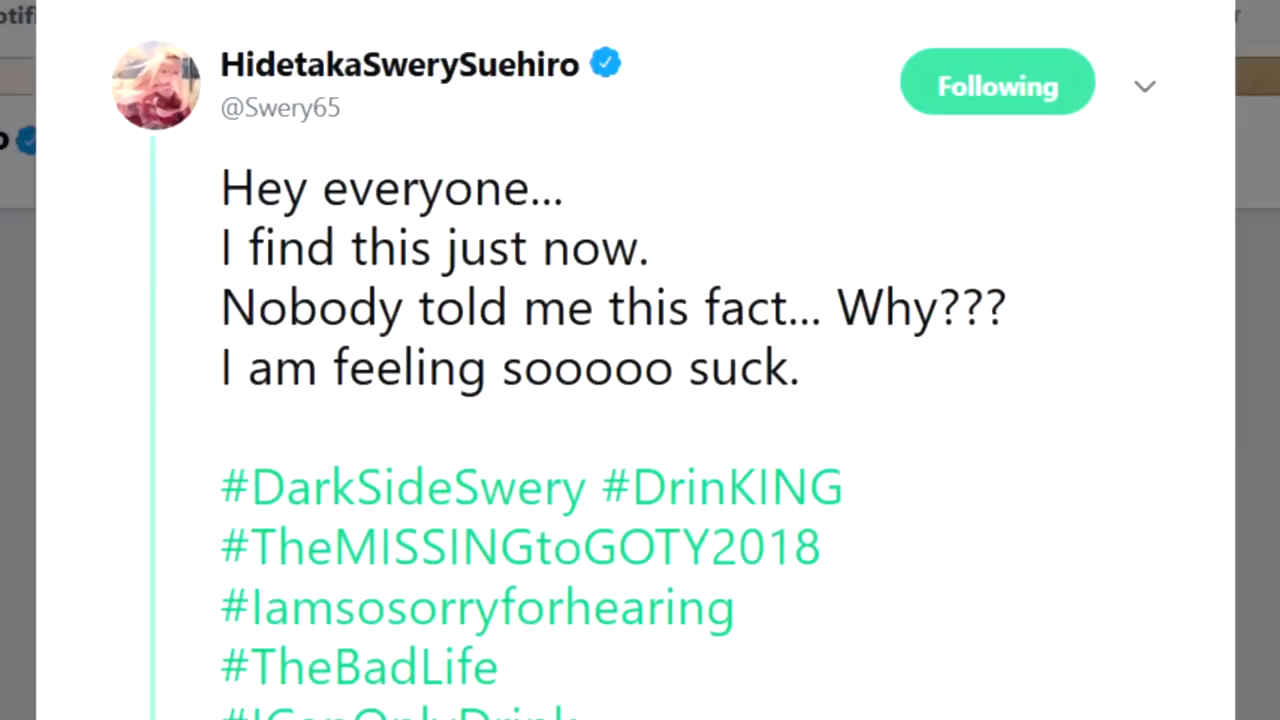 HidetakaSwerySuehiro
@Swery65
Following
Hey everyone...
I find this just now.
Nobody told me this fact... Why???
I am feeling sooooo suck.
#DarkSideSwery #DrinKING
#TheMISSINGtoGOTY2018
#Iamsosorryforhearing
#TheBadLife